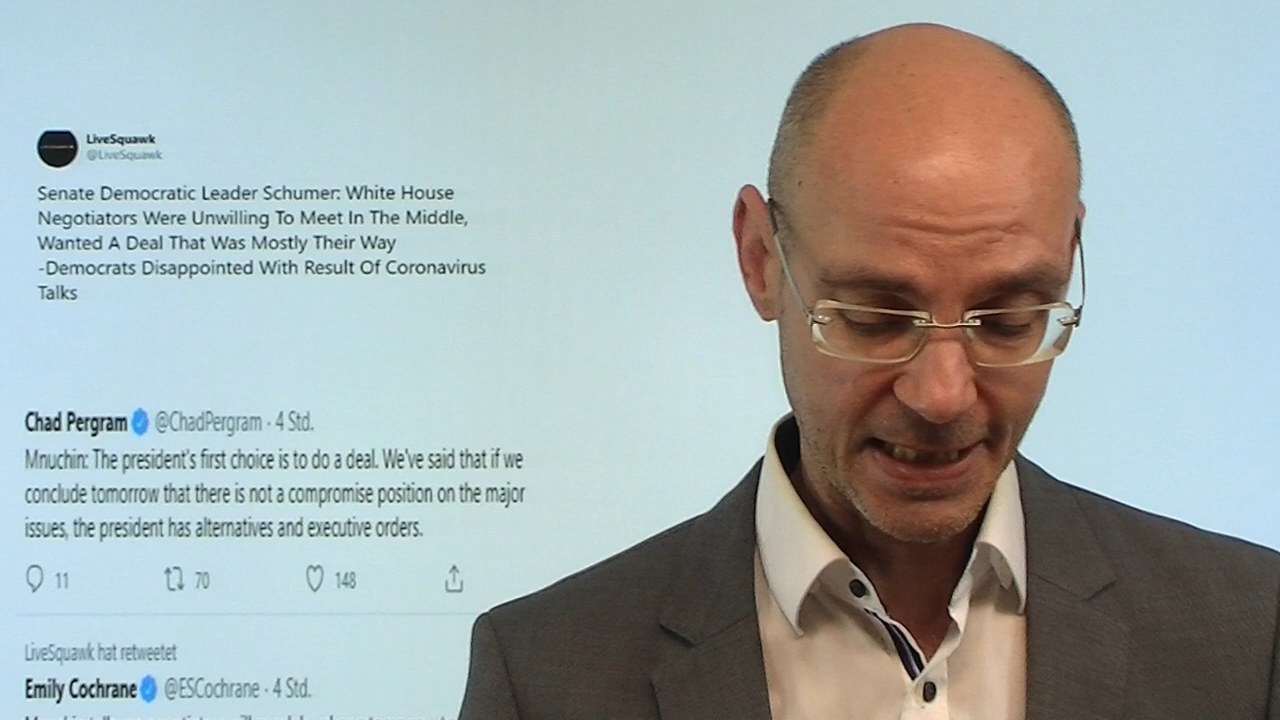 LiveSquawk
@LiveSquawk
Senate Democratic Leader Schumer: White House
Negotiators Were Unwilling To Meet In The Middle,
Wanted A Deal That Was Mostly Their Way
-Democrats Disappointed With Result Of Coronavirus
Talks
Chad Pergram @ChadPergram · 4 Std.
Mnuchin: The president's first choice is to do a deal. We've said that if we
conclude tomorrow that there is not a compromise position on the major
issues, the president has alternatives and executive orders.
11 70 148
LiveSquawk hat retweetet
Emily Cochrane @ESCochrane · 4 Std.